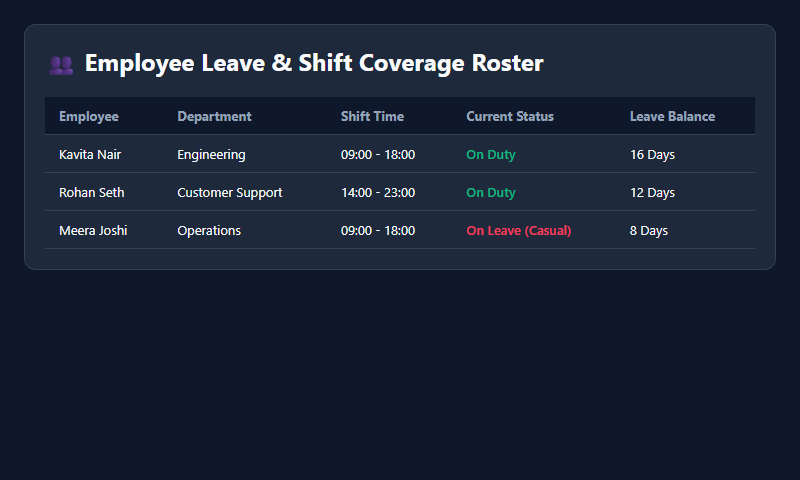 Employee Leave & Shift Coverage Roster
Employee Department Shift Time Current Status Leave Balance
Kavita Nair Engineering 09:00 - 18:00 On Duty 16 Days
Rohan Seth Customer Support 14:00 - 23:00 On Duty 12 Days
Meera Joshi Operations 09:00 - 18:00 On Leave (Casual) 8 Days